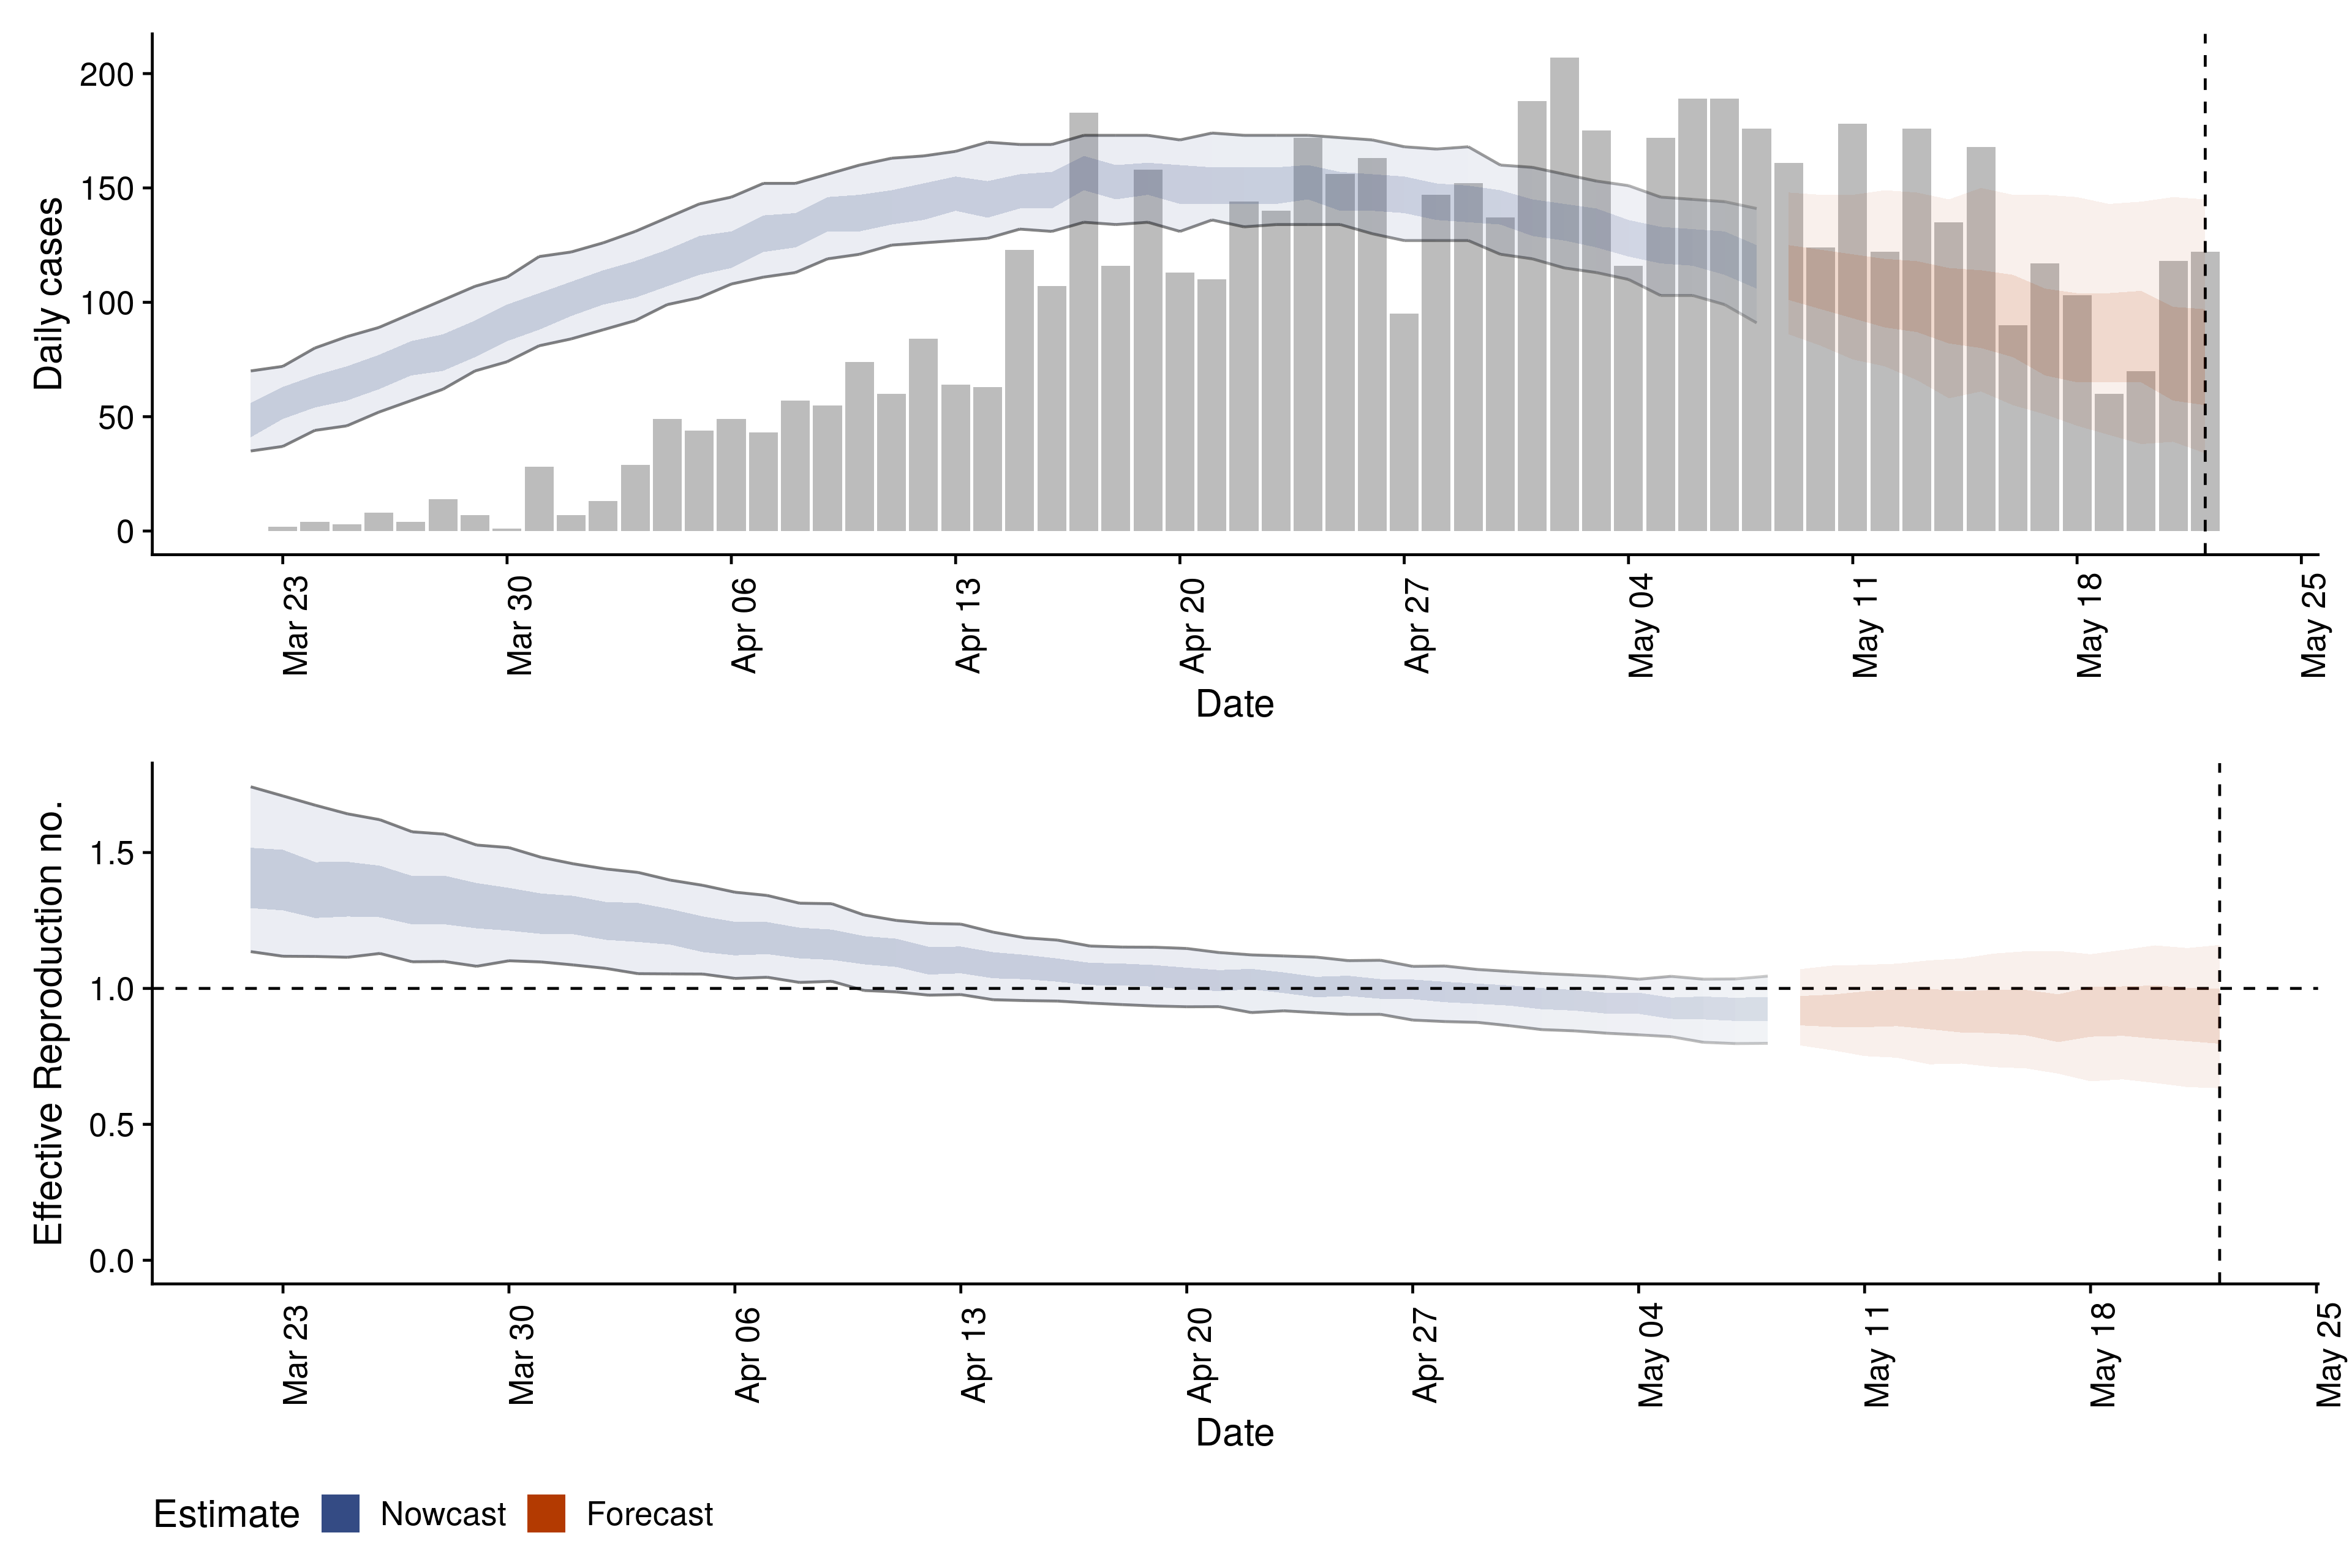 Daily cases
200
150
100
50
0
Mar 23
Mar 30
Apr 06
Apr 13
Apr 20
Apr 27
May 04
May 11
May 18
May 25
Date
Effective Reproduction no.
1.5
1.0
0.5
0.0
Mar 23
Mar 30
Apr 06
Apr 13
Apr 20
Apr 27
May 04
May 11
May 18
May 25
Date
Estimate Nowcast Forecast